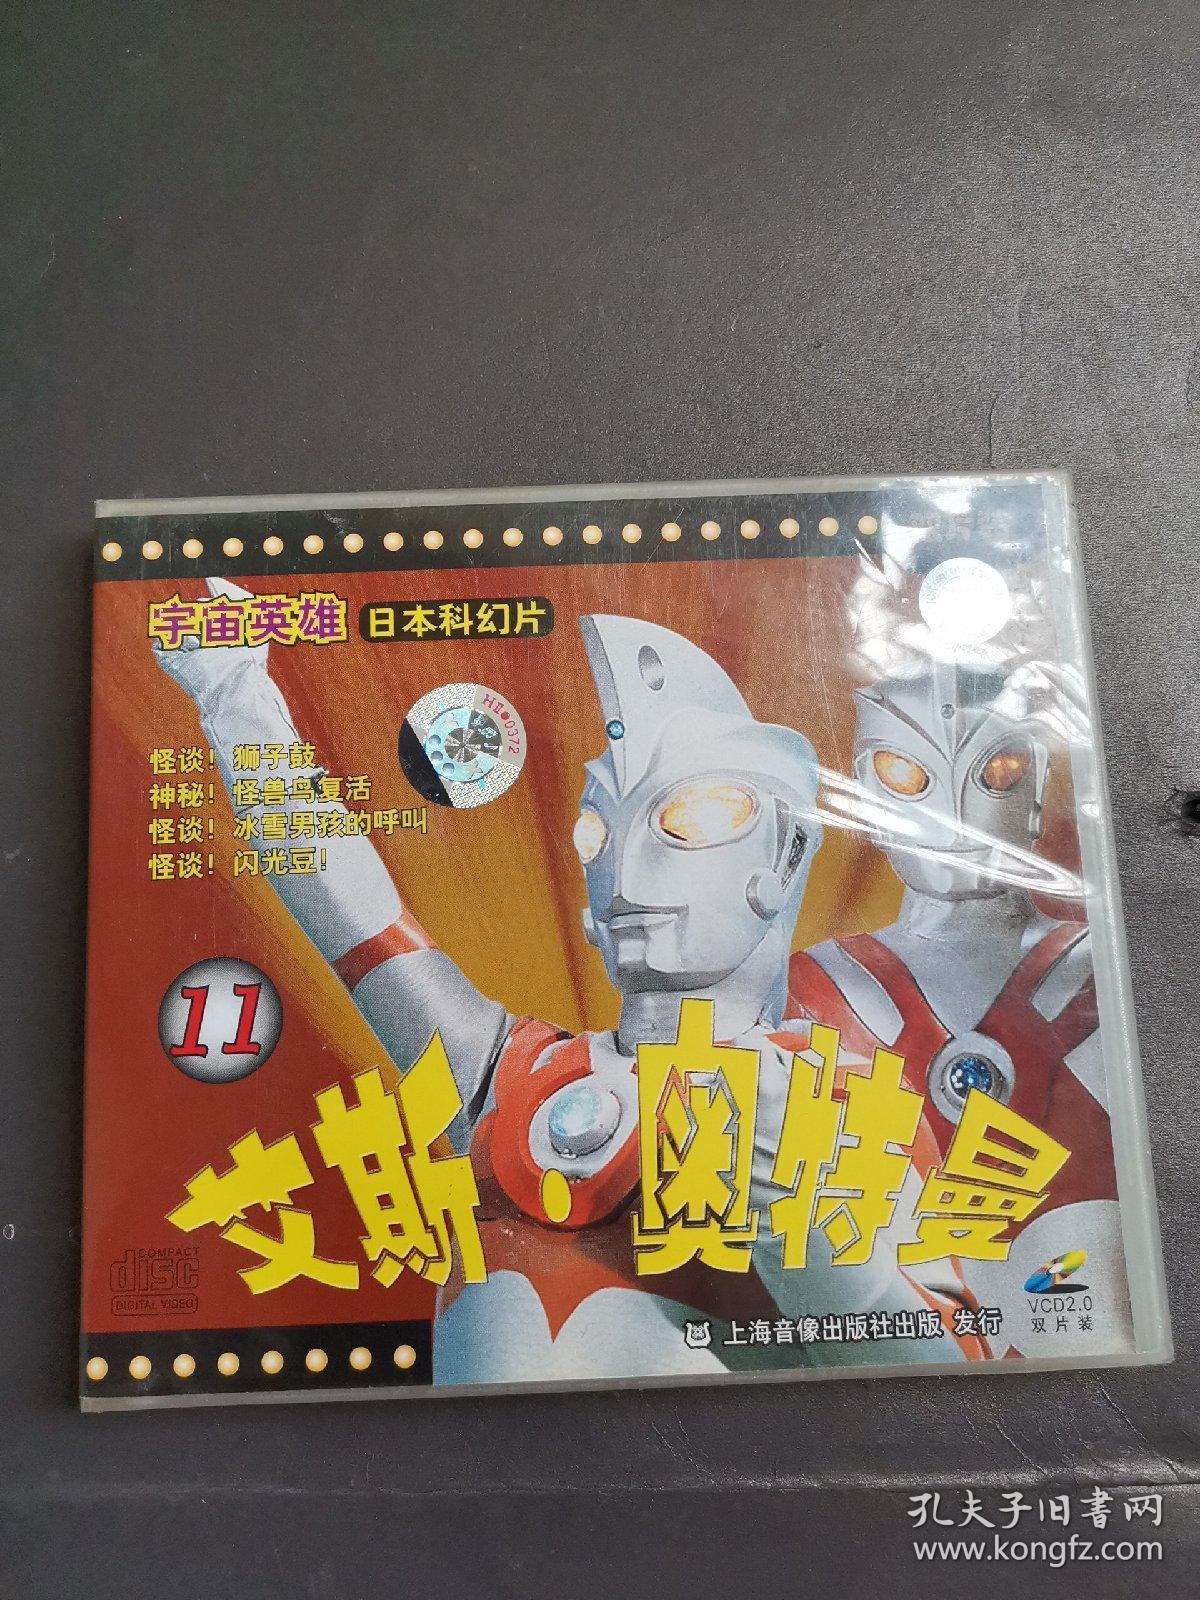 宇宙英雄 日本科幻片
HI●0372
怪谈！狮子鼓
神秘！怪兽鸟复活
怪谈！冰雪男孩的呼叫
怪谈！闪光豆！
11
艾斯·奥特曼
COMPACT
disc
DIGITAL VIDEO
VCD2.0
双片装
上海音像出版社出版 发行
孔夫子旧书网
www.kongfz.com